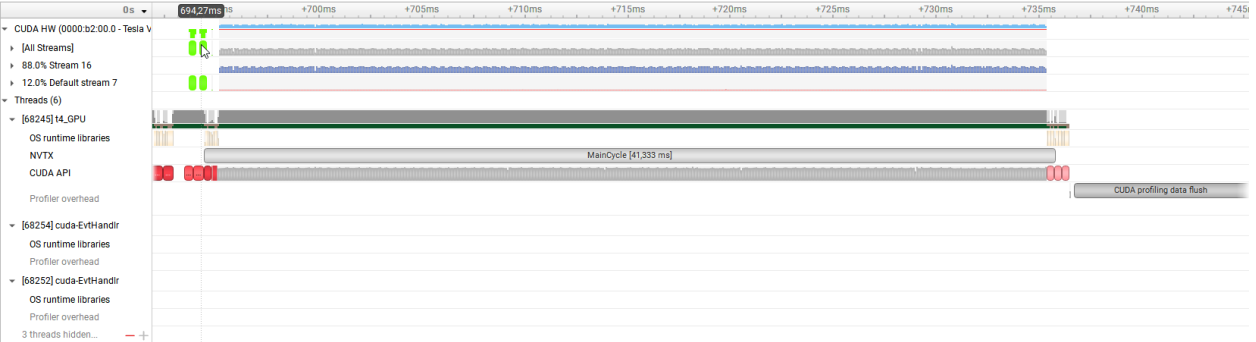 0s
694,27ms
ms
+700ms
+705ms
+710ms
+715ms
+720ms
+725ms
+730ms
+735ms
+740ms
+745
CUDA HW (0000:b2:00.0 - Tesla V
[All Streams]
88.0% Stream 16
12.0% Default stream 7
Threads (6)
[68245] t4_GPU
OS runtime libraries
NVTX
MainCycle [41,333 ms]
CUDA API
Profiler overhead
CUDA profiling data flush
[68254] cuda-EvtHandlr
OS runtime libraries
Profiler overhead
[68252] cuda-EvtHandlr
OS runtime libraries
Profiler overhead
3 threads hidden...